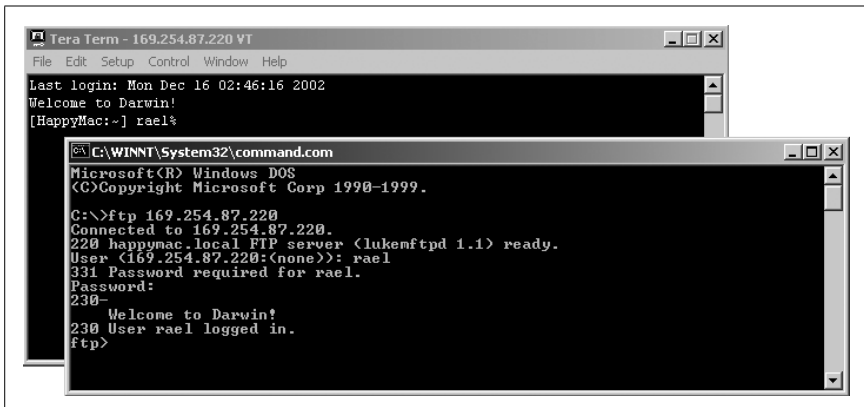 Tera Term - 169.254.87.220 VT
File Edit Setup Control Window Help
Last login: Mon Dec 16 02:46:16 2002
Welcome to Darwin!
[HappyMac:~] rael%
C:\WINNT\System32\command.com
Microsoft(R) Windows DOS
(C)Copyright Microsoft Corp 1990-1999.
C:\>ftp 169.254.87.220
Connected to 169.254.87.220.
220 happymac.local FTP server (lukemftpd 1.1) ready.
User (169.254.87.220:(none)): rael
331 Password required for rael.
Password:
230-
Welcome to Darwin!
230 User rael logged in.
ftp>